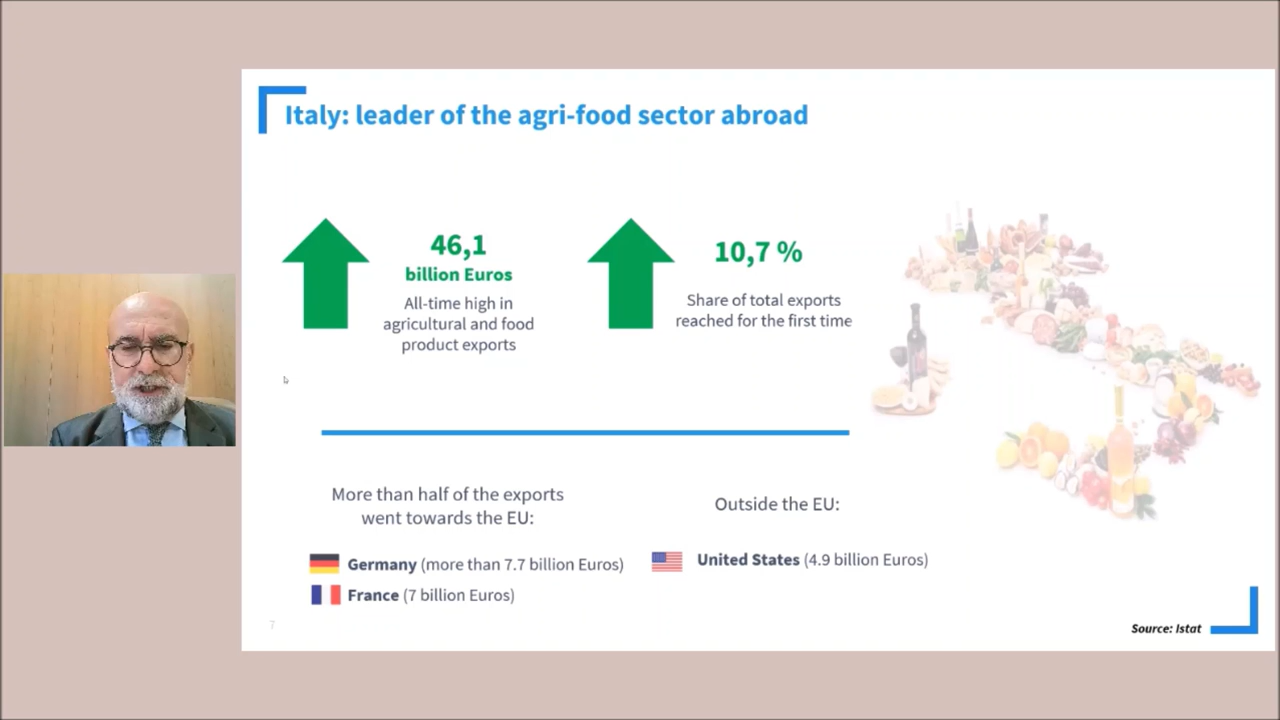 Italy: leader of the agri-food sector abroad
46,1
billion Euros
All-time high in
agricultural and food
product exports
10,7 %
Share of total exports
reached for the first time
More than half of the exports
went towards the EU:
Germany (more than 7.7 billion Euros)
France (7 billion Euros)
Outside the EU:
United States (4.9 billion Euros)
7
Source: Istat